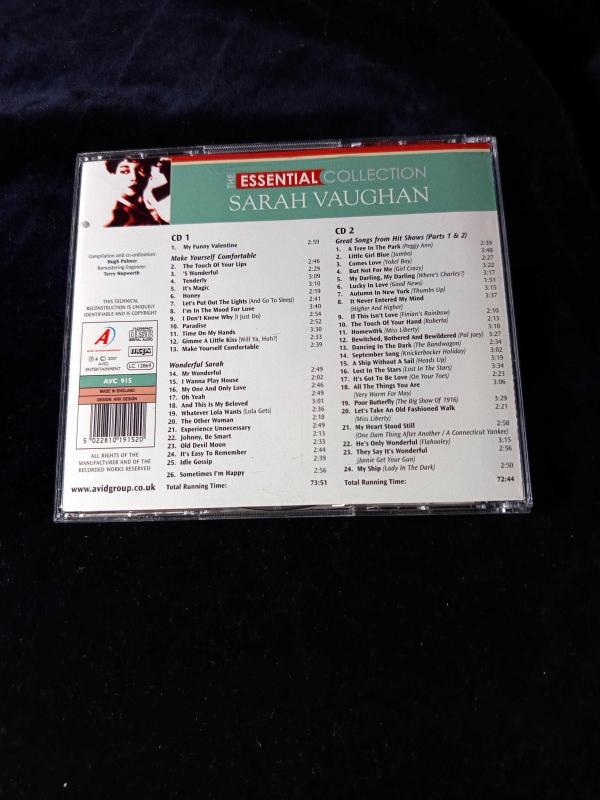 THE ESSENTIAL COLLECTION
SARAH VAUGHAN
Compilation and co-ordination:
Hugh Palmer
Remastering Engineer:
Terry Hepworth
THIS TECHNICAL
RECONSTRUCTION IS UNIQUELY
IDENTIFIABLE AND IS COPYRIGHT
A
COMPACT
disc
DIGITAL AUDIO
℗ & © 2007
AVID
ENTERTAINMENT
mcps
LC 12869
AVC 915
MADE IN ENGLAND
DESIGN: ARK DESIGN
5 022810 191520
ALL RIGHTS OF THE
MANUFACTURER AND OF THE
RECORDED WORKS RESERVED
www.avidgroup.co.uk
CD 1
1. My Funny Valentine 2:59
Make Yourself Comfortable
2. The Touch Of Your Lips 2:46
3. 'S Wonderful 2:29
4. Tenderly 3:09
5. It's Magic 3:10
6. Honey 2:19
7. Let's Put Out The Lights (And Go To Sleep) 2:41
8. I'm In The Mood For Love 3:40
9. I Don't Know Why (I Just Do) 2:54
10. Paradise 2:52
11. Time On My Hands 3:30
12. Gimme A Little Kiss (Will Ya, Huh?) 2:33
13. Make Yourself Comfortable 2:39
Wonderful Sarah
14. Mr Wonderful 2:49
15. I Wanna Play House 2:02
16. My One And Only Love 2:46
17. Oh Yeah 2:49
18. And This Is My Beloved 3:01
19. Whatever Lola Wants (Lola Gets) 2:36
20. The Other Woman 2:18
21. Experience Unnecessary 2:49
22. Johnny, Be Smart 2:13
23. Old Devil Moon 2:33
24. It's Easy To Remember 2:44
25. Idle Gossip 2:39
26. Sometimes I'm Happy 2:56
Total Running Time: 73:51
CD 2
Great Songs from Hit Shows (Parts 1 & 2)
1. A Tree In The Park (Peggy Ann) 2:39
2. Little Girl Blue (Jumbo) 3:48
3. Comes Love (Yokel Boy) 2:27
4. But Not For Me (Girl Crazy) 3:22
5. My Darling, My Darling (Where's Charley?) 3:17
6. Lucky In Love (Good News) 1:51
7. Autumn In New York (Thumbs Up) 3:15
8. It Never Entered My Mind 3:37
(Higher And Higher)
9. If This Isn't Love (Finian's Rainbow) 2:10
10. The Touch Of Your Hand (Roberta) 2:13
11. Homework (Miss Liberty) 3:10
12. Bewitched, Bothered And Bewildered (Pal Joey) 3:27
13. Dancing In The Dark (The Bandwagon) 2:34
14. September Song (Knickerbocker Holiday) 3:02
15. A Ship Without A Sail (Heads Up) 3:21
16. Lost In The Stars (Lost In The Stars) 3:34
17. It's Got To Be Love (On Your Toes) 2:23
18. All The Things You Are 3:06
(Very Warm For May)
19. Poor Butterfly (The Big Show Of 1916) 3:29
20. Let's Take An Old Fashioned Walk 2:21
(Miss Liberty)
21. My Heart Stood Still 2:58
(One Dam Thing After Another / A Connecticut Yankee)
22. He's Only Wonderful (Flahooley) 3:15
23. They Say It's Wonderful 2:56
(Annie Get Your Gun)
24. My Ship (Lady In The Dark) 2:50
Total Running Time: 72:44